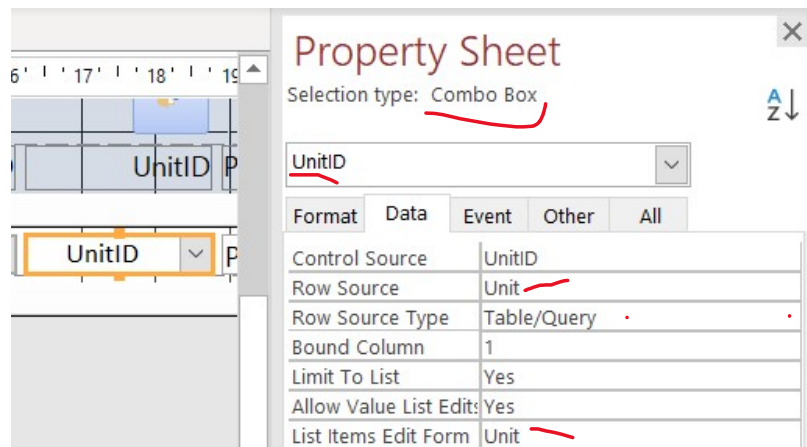 Property Sheet
Selection type: Combo Box
A
Z
6' ' '17' ' '18' ' '19
UnitID
UnitID P
Format Data Event Other All
UnitID P
Control Source UnitID
Row Source Unit
Row Source Type Table/Query
Bound Column 1
Limit To List Yes
Allow Value List Edits Yes
List Items Edit Form Unit